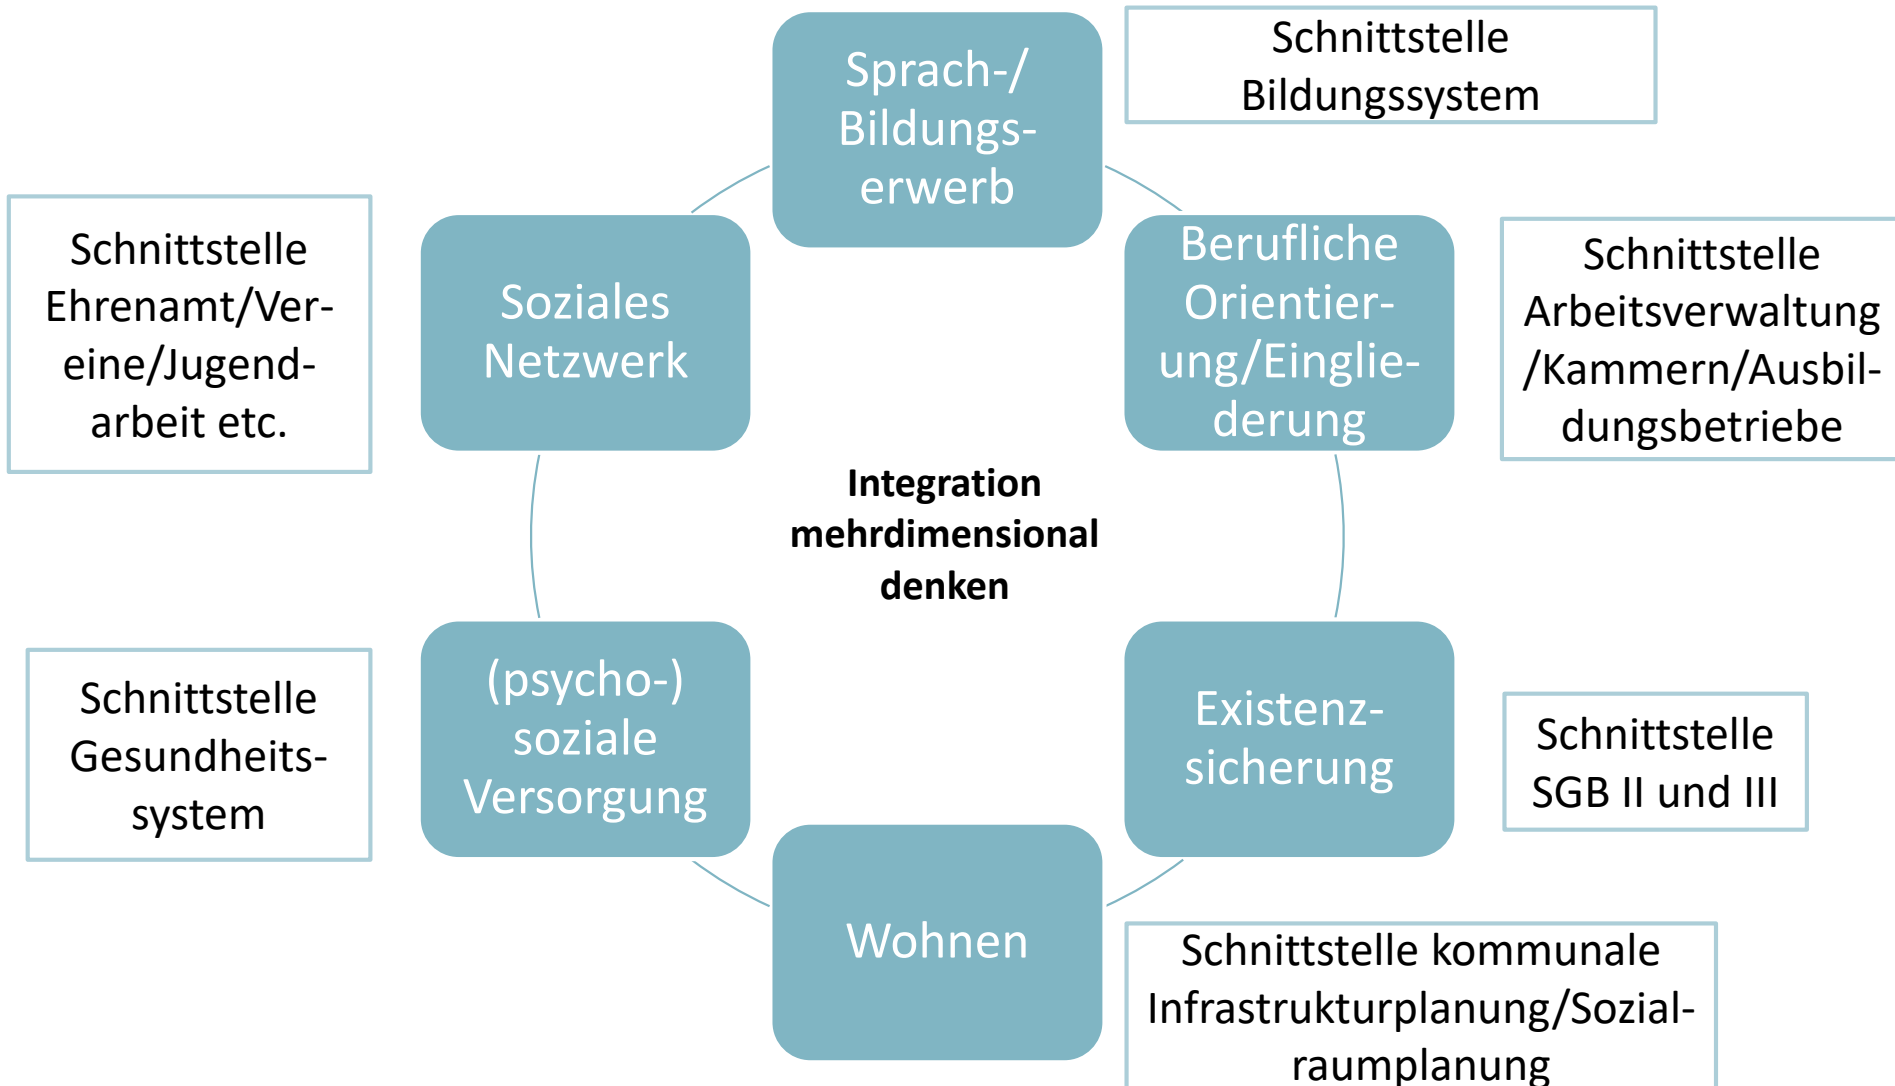 Sprach-/
Bildungs-
erwerb
Schnittstelle
Bildungssystem
Berufliche
Orientier-
ung/Einglie-
derung
Schnittstelle
Arbeitsverwaltung
/Kammern/Ausbil-
dungsbetriebe
Existenz-
sicherung
Schnittstelle
SGB II und III
Wohnen
Schnittstelle kommunale
Infrastrukturplanung/Sozial-
raumplanung
(psycho-)
soziale
Versorgung
Schnittstelle
Gesundheits-
system
Soziales
Netzwerk
Schnittstelle
Ehrenamt/Ver-
eine/Jugend-
arbeit etc.
Integration
mehrdimensional
denken